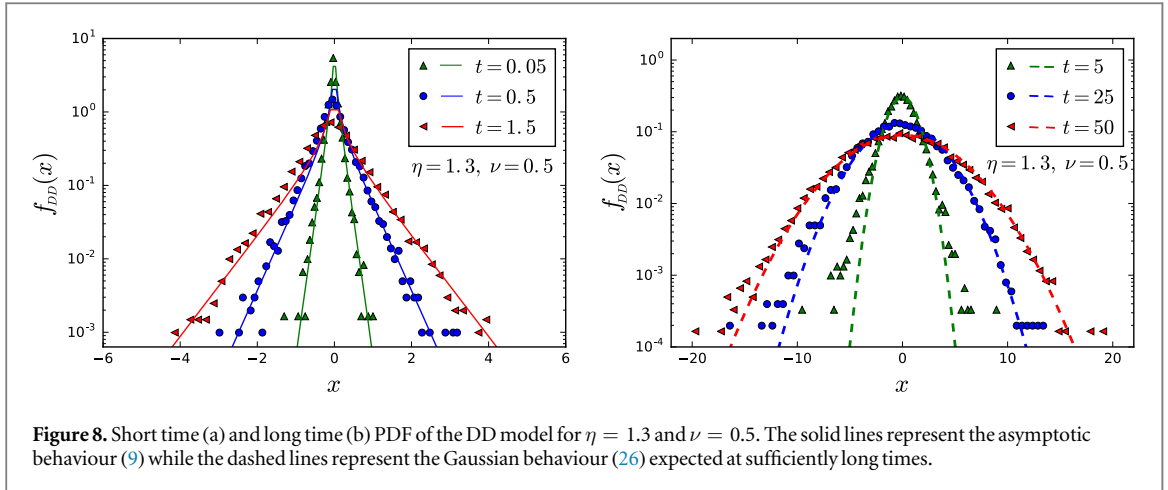 10^1
10^0
10^-1
10^-2
10^-3
f_DD(x)
−6 −4 −2 0 2 4 6
x
t = 0.05
t = 0.5
t = 1.5
η = 1.3, ν = 0.5
10^0
10^-1
10^-2
10^-3
10^-4
f_DD(x)
−20 −10 0 10 20
x
t = 5
t = 25
t = 50
η = 1.3, ν = 0.5
Figure 8. Short time (a) and long time (b) PDF of the DD model for η = 1.3 and ν = 0.5. The solid lines represent the asymptotic
behaviour (9) while the dashed lines represent the Gaussian behaviour (26) expected at sufficiently long times.